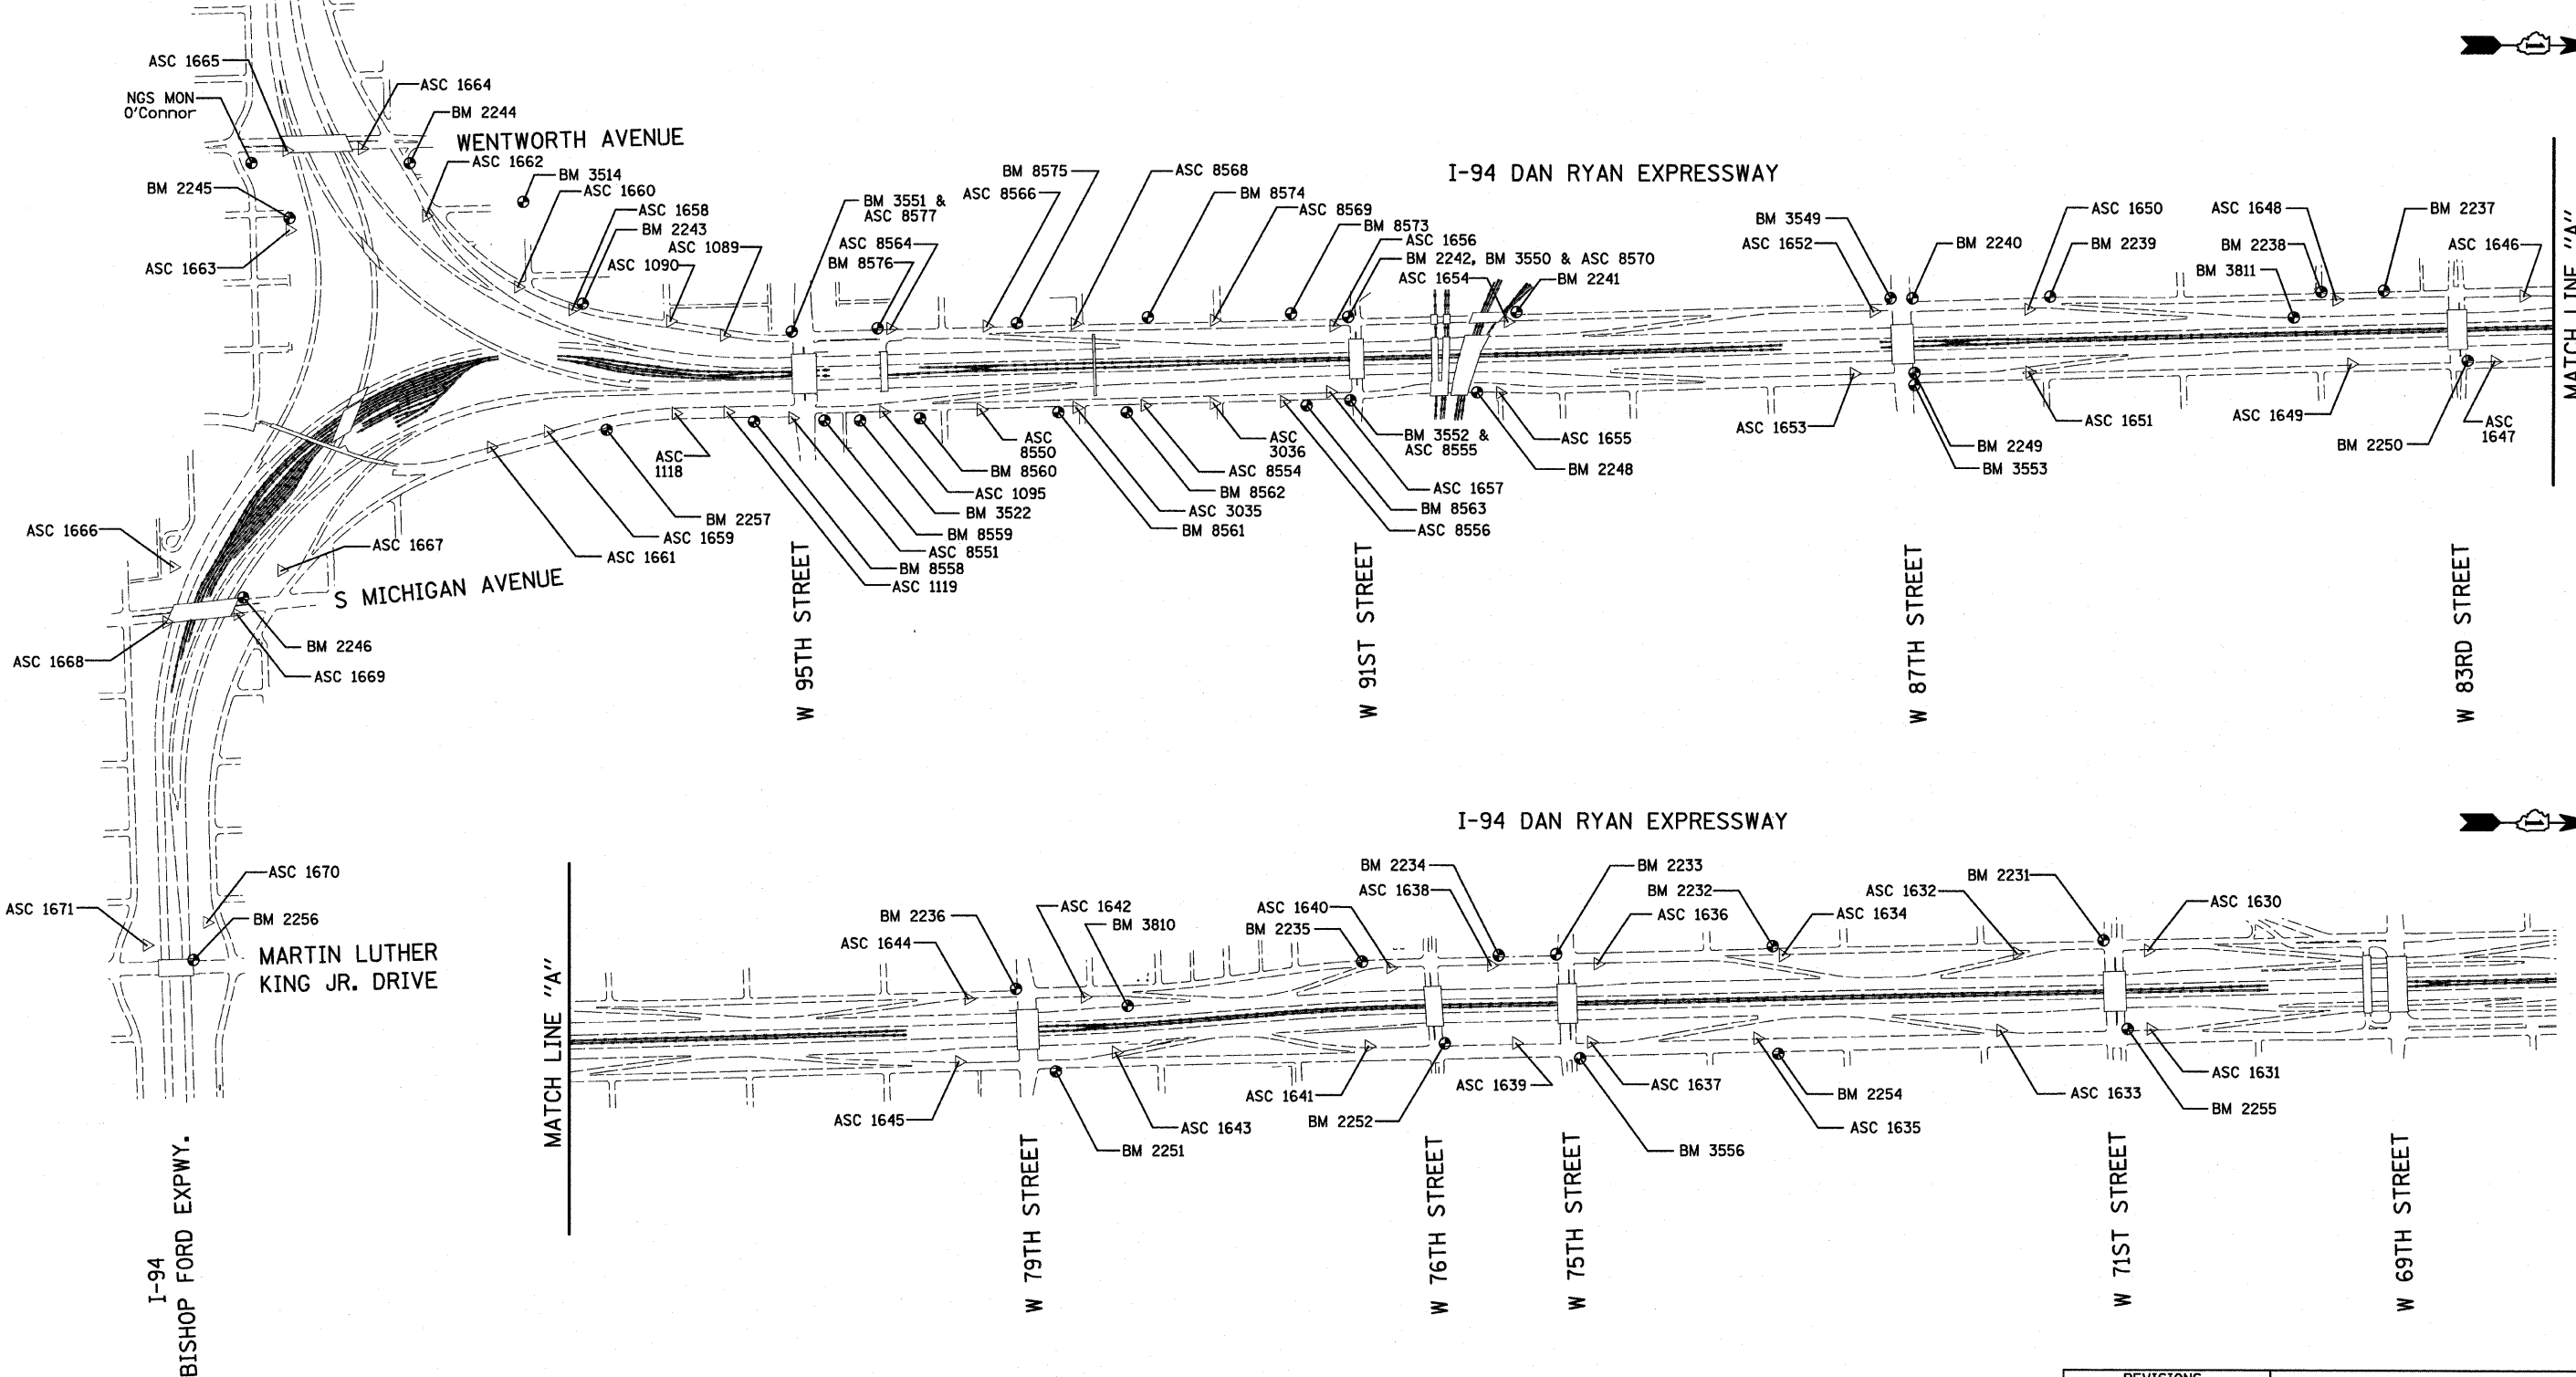 ASC 1665
ASC 1664
NGS MON
O'Connor
BM 2244
WENTWORTH AVENUE
ASC 1662
BM 2245
BM 3514
ASC 1660
ASC 1658
BM 2243
ASC 1663
ASC 1090
ASC 1089
BM 3551 &
ASC 8577
ASC 8564
BM 8576
BM 8575
ASC 8566
ASC 8568
BM 8574
ASC 8569
BM 8573
ASC 1656
BM 2242, BM 3550 & ASC 8570
ASC 1654
BM 2241
I-94 DAN RYAN EXPRESSWAY
BM 3549
ASC 1652
BM 2240
ASC 1650
BM 2239
ASC 1648
BM 2238
BM 3811
BM 2237
ASC 1646
MATCH LINE "A"
ASC 1666
ASC 1667
S MICHIGAN AVENUE
ASC 1668
BM 2246
ASC 1669
ASC 1661
ASC 1659
BM 2257
ASC
1118
W 95TH STREET
ASC 1119
BM 8558
ASC 8551
BM 8559
BM 3522
ASC 1095
BM 8560
ASC
8550
BM 8561
ASC 3035
BM 8562
ASC 8554
ASC
3036
ASC 8556
BM 8563
ASC 1657
BM 3552 &
ASC 8555
W 91ST STREET
BM 2248
ASC 1655
ASC 1653
BM 2249
BM 3553
W 87TH STREET
ASC 1651
ASC 1649
BM 2250
ASC
1647
W 83RD STREET
I-94 DAN RYAN EXPRESSWAY
ASC 1670
ASC 1671
BM 2256
MARTIN LUTHER
KING JR. DRIVE
I-94
BISHOP FORD EXPWY.
MATCH LINE "A"
BM 2236
ASC 1644
ASC 1642
BM 3810
ASC 1640
BM 2235
BM 2234
ASC 1638
BM 2233
BM 2232
ASC 1636
ASC 1634
ASC 1632
BM 2231
ASC 1630
ASC 1645
BM 2251
ASC 1643
W 79TH STREET
ASC 1641
BM 2252
W 76TH STREET
ASC 1639
ASC 1637
BM 3556
W 75TH STREET
BM 2254
ASC 1635
ASC 1633
ASC 1631
BM 2255
W 71ST STREET
W 69TH STREET
REVISIONS